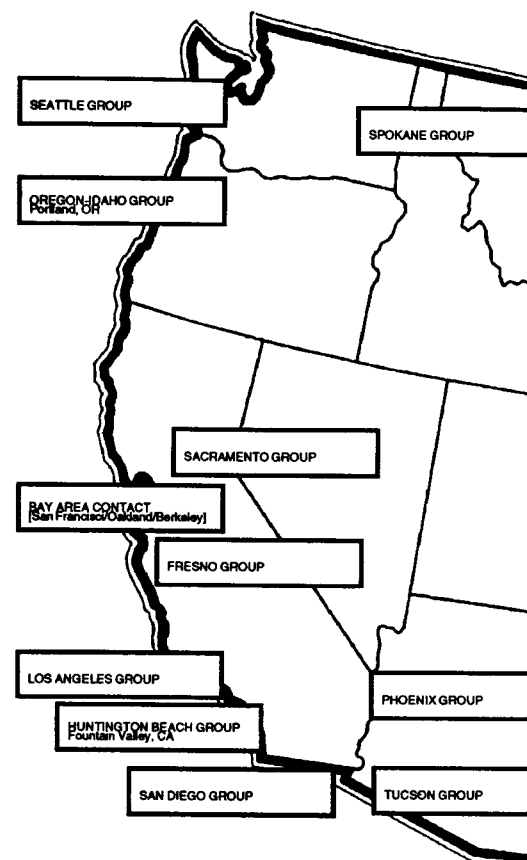 SEATTLE GROUP
SPOKANE GROUP
OREGON-IDAHO GROUP
Portland, OR
SACRAMENTO GROUP
BAY AREA CONTACT
[San Francisci/Oakland/Berkeley]
FRESNO GROUP
LOS ANGELES GROUP
PHOENIX GROUP
HUNTINGTON BEACH GROUP
Fountain Valley, CA
SAN DIEGO GROUP
TUCSON GROUP